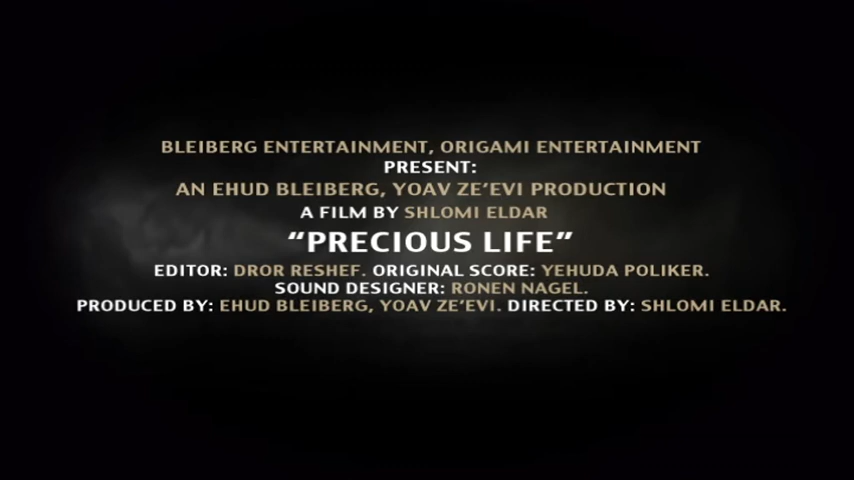 BLEIBERG ENTERTAINMENT, ORIGAMI ENTERTAINMENT
PRESENT:
AN EHUD BLEIBERG, YOAV ZE’EVI PRODUCTION
A FILM BY SHLOMI ELDAR
“PRECIOUS LIFE”
EDITOR: DROR RESHEF. ORIGINAL SCORE: YEHUDA POLIKER.
SOUND DESIGNER: RONEN NAGEL.
PRODUCED BY: EHUD BLEIBERG, YOAV ZE’EVI. DIRECTED BY: SHLOMI ELDAR.